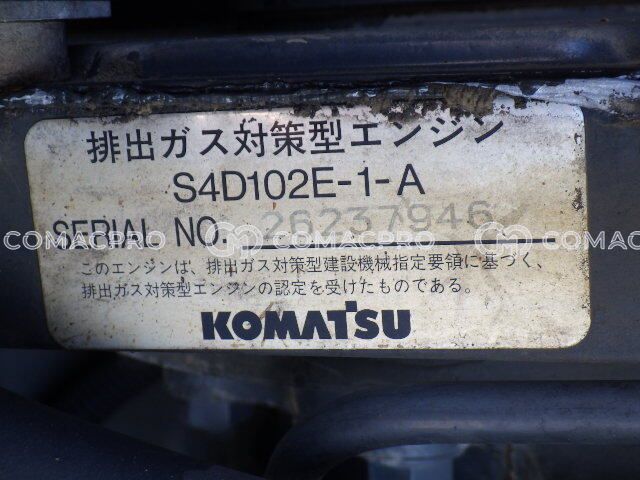 排出ガス対策型エンジン
S4D102E-1-A
SERIAL NO. 26237946
COMACPRO COMACPRO COMACPRO
このエンジンは、排出ガス対策型建設機械指定要領に基づく、
排出ガス対策型エンジンの認定を受けたものである。
KOMATSU